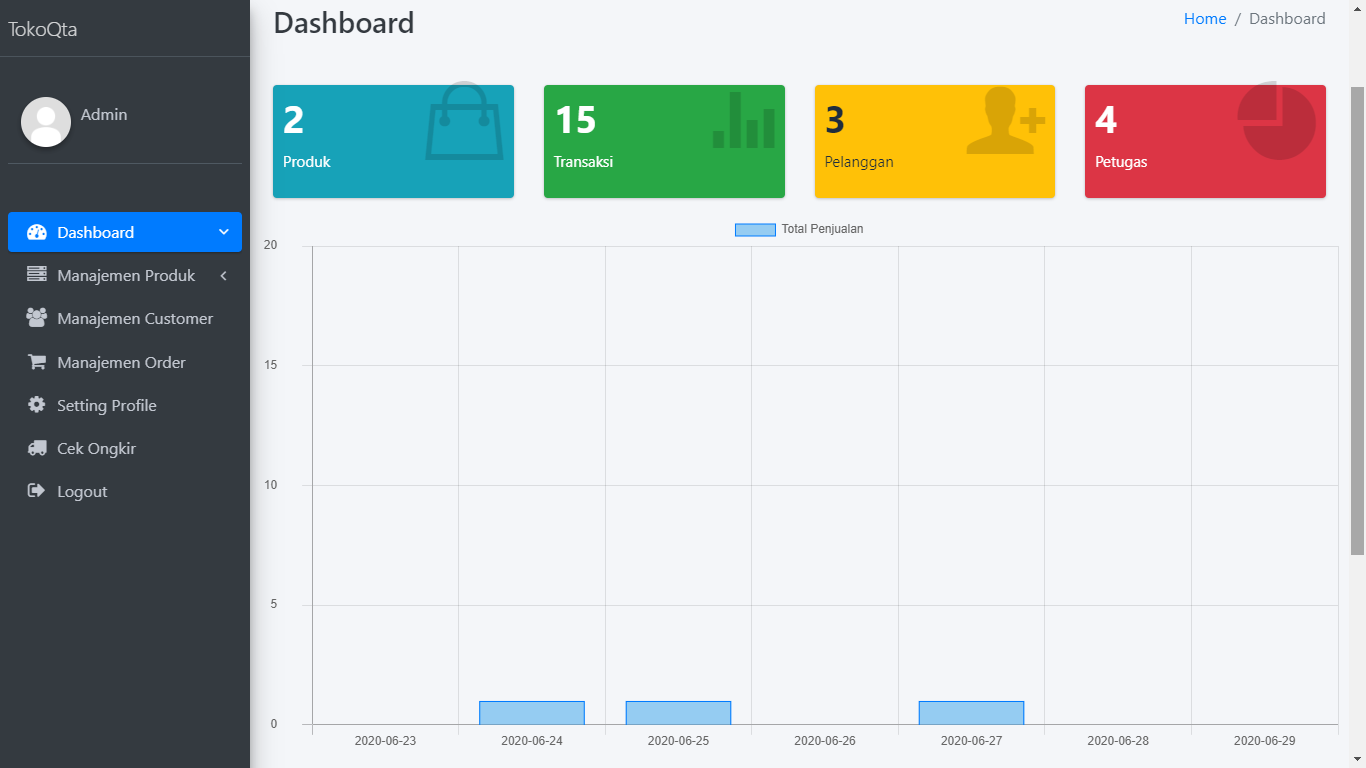 TokoQta
Dashboard
Home / Dashboard
Admin
2
Produk
15
Transaksi
3
Pelanggan
4
Petugas
Dashboard
Manajemen Produk
Manajemen Customer
Manajemen Order
Setting Profile
Cek Ongkir
Logout
Total Penjualan
20
15
10
5
0
2020-06-23 2020-06-24 2020-06-25 2020-06-26 2020-06-27 2020-06-28 2020-06-29